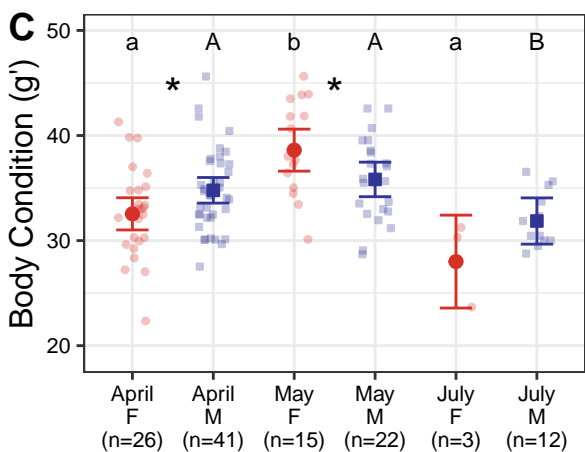 C
a A b A a B
* *
Body Condition (g')
50
40
30
20
April April May May July July
F M F M F M
(n=26) (n=41) (n=15) (n=22) (n=3) (n=12)